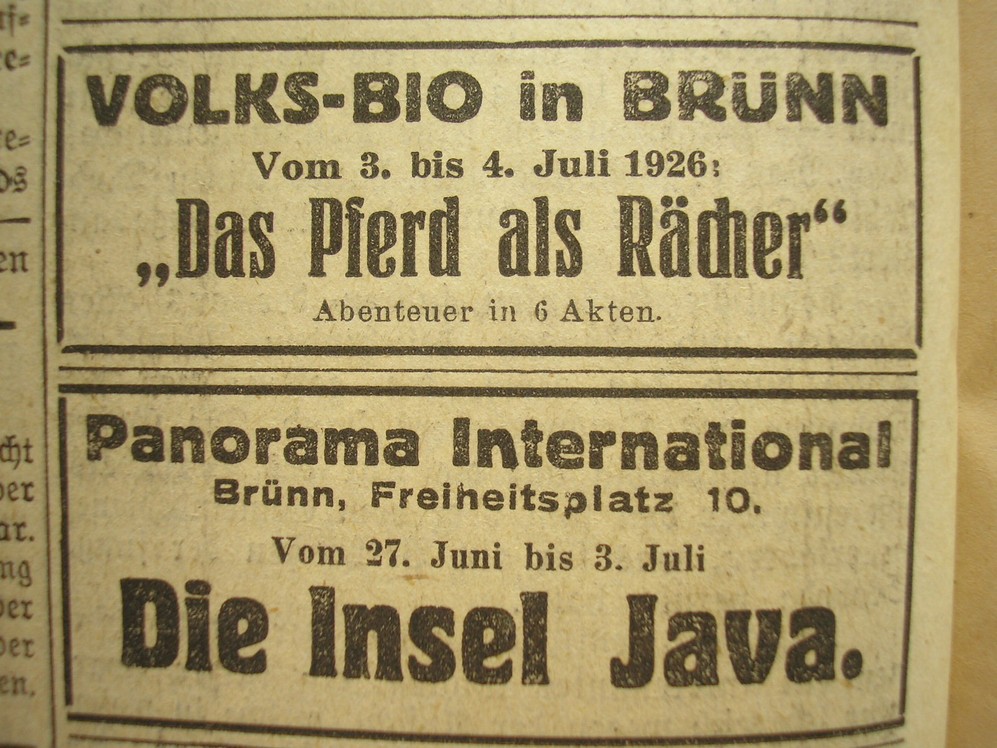 VOLKS-BIO in BRÜNN
Vom 3. bis 4. Juli 1926:
„Das Pferd als Rächer“
Abenteuer in 6 Akten.
Panorama International
Brünn, Freiheitsplatz 10.
Vom 27. Juni bis 3. Juli
Die Insel Java.